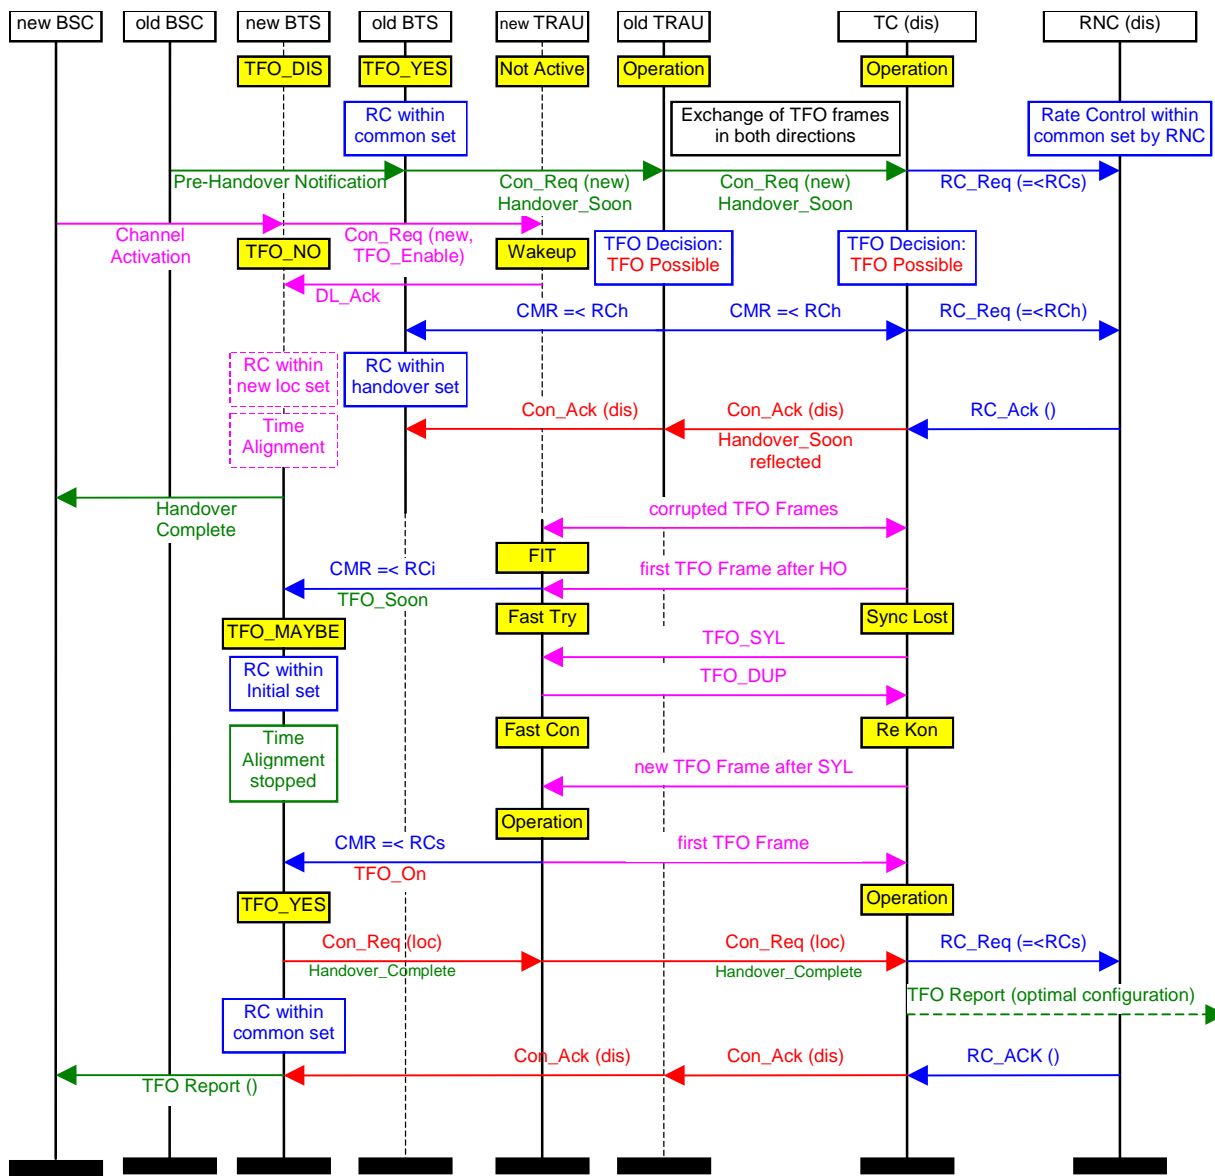 new BSC
old BSC
new BTS
old BTS
new TRAU
old TRAU
TC (dis)
RNC (dis)
TFO_DIS
TFO_YES
Not Active
Operation
Operation
RC within
common set
Exchange of TFO frames
in both directions
Rate Control within
common set by RNC
Pre-Handover Notification
Con_Req (new)
Handover_Soon
Con_Req (new)
Handover_Soon
RC_Req (=<RCs)
Channel
Activation
TFO_NO
Con_Req (new,
TFO_Enable)
Wakeup
TFO Decision:
TFO Possible
TFO Decision:
TFO Possible
DL_Ack
CMR =< RCh
CMR =< RCh
RC_Req (=<RCh)
RC within
new loc set
RC within
handover set
Time
Alignment
Con_Ack (dis)
Con_Ack (dis)
Handover_Soon
reflected
RC_Ack ()
Handover
Complete
corrupted TFO Frames
FIT
CMR =< RCi
TFO_Soon
first TFO Frame after HO
TFO_MAYBE
Fast Try
Sync Lost
TFO_SYL
RC within
Initial set
TFO_DUP
Time
Alignment
stopped
Fast Con
Re Kon
new TFO Frame after SYL
Operation
CMR =< RCs
TFO_On
first TFO Frame
TFO_YES
Operation
Con_Req (loc)
Handover_Complete
Con_Req (loc)
Handover_Complete
RC_Req (=<RCs)
TFO Report (optimal configuration)
RC within
common set
Con_Ack (dis)
Con_Ack (dis)
RC_ACK ()
TFO Report ()